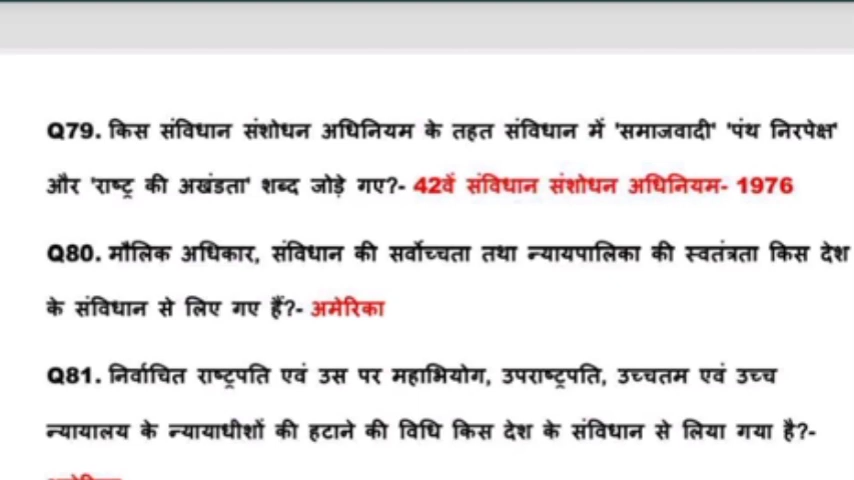 Q79. किस संविधान संशोधन अधिनियम के तहत संविधान में 'समाजवादी' 'पंथ निरपेक्ष'
और 'राष्ट्र की अखंडता' शब्द जोड़े गए?- 42वें संविधान संशोधन अधिनियम- 1976
Q80. मौलिक अधिकार, संविधान की सर्वोच्चता तथा न्यायपालिका की स्वतंत्रता किस देश
के संविधान से लिए गए हैं?- अमेरिका
Q81. निर्वाचित राष्ट्रपति एवं उस पर महाभियोग, उपराष्ट्रपति, उच्चतम एवं उच्च
न्यायालय के न्यायाधीशों की हटाने की विधि किस देश के संविधान से लिया गया है?-